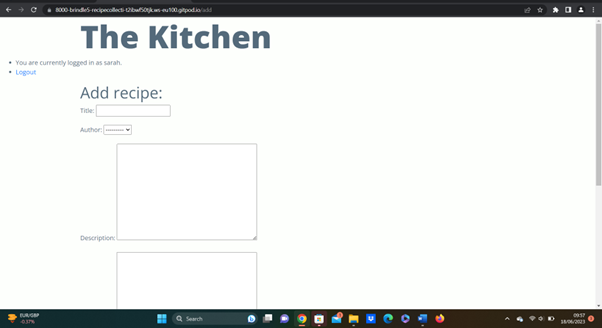 8000-brindle5-recipecollecti-t2ibwf50tjk.ws-eu100.gitpod.io/add
The Kitchen
You are currently logged in as sarah.
Logout
Add recipe:
Title:
Author: ---------
Description:
EUR/GBP
-0.37%
Search
09:57
18/06/2023